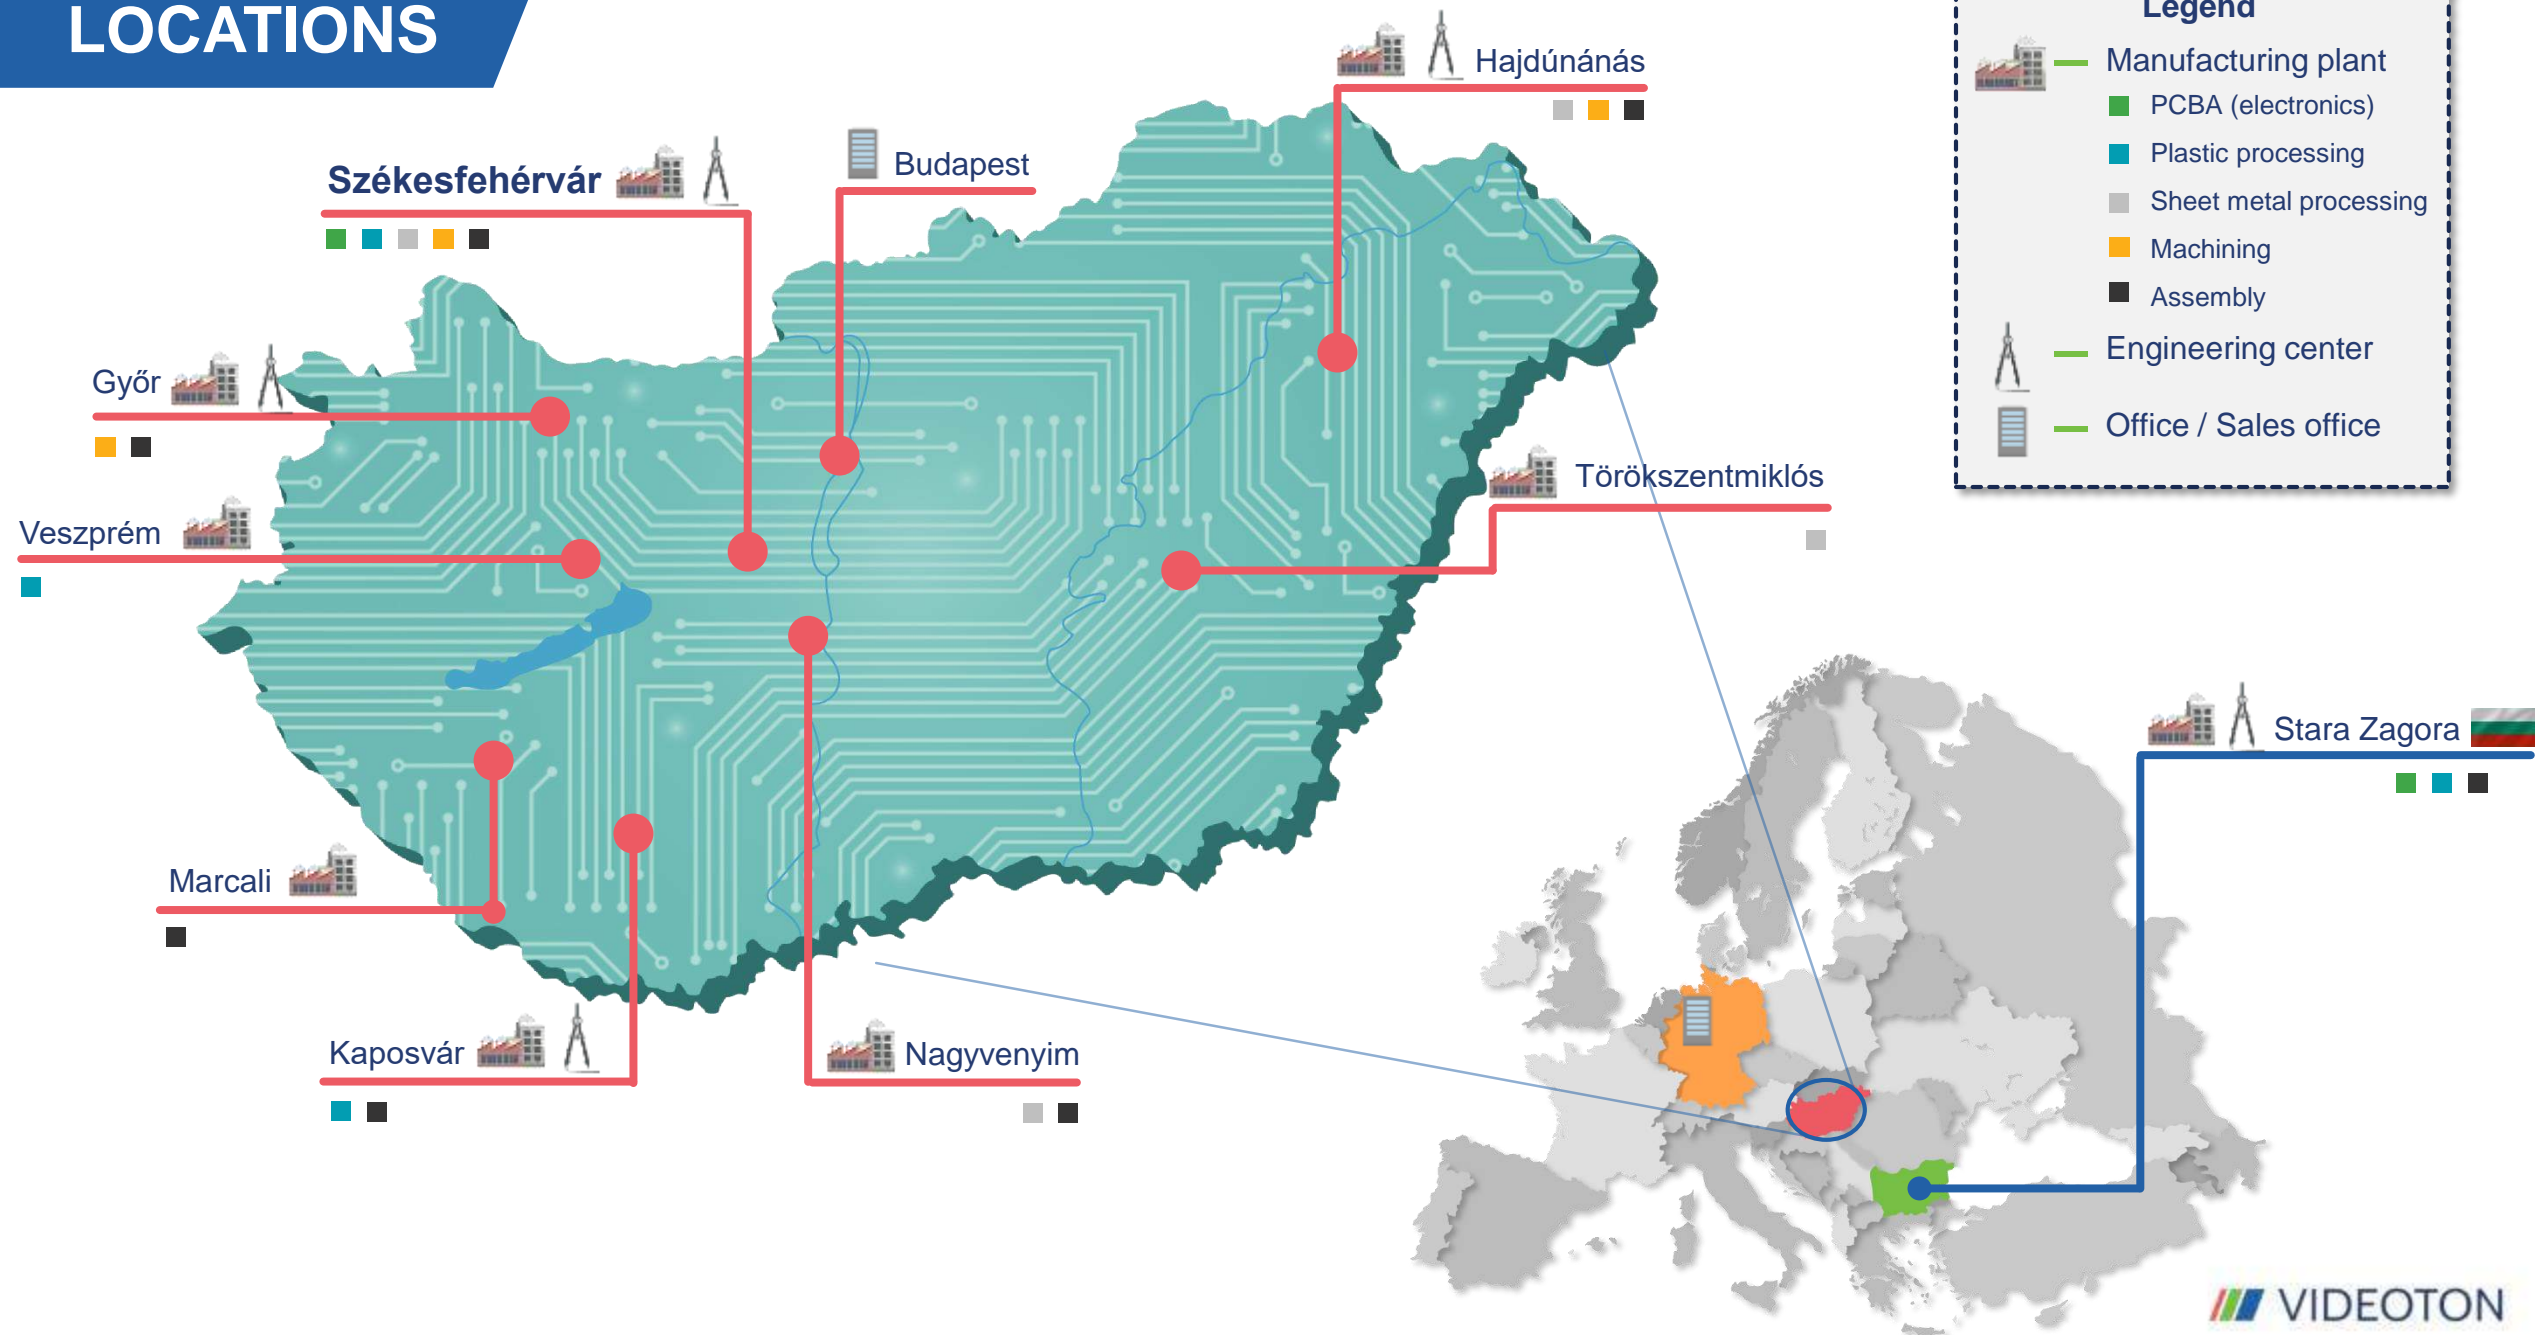 LOCATIONS
Legend
Manufacturing plant
PCBA (electronics)
Plastic processing
Sheet metal processing
Machining
Assembly
Engineering center
Office / Sales office
Hajdúnánás
Budapest
Székesfehérvár
Győr
Törökszentmiklós
Veszprém
Stara Zagora
Marcali
Kaposvár
Nagyvenyim
VIDEOTON